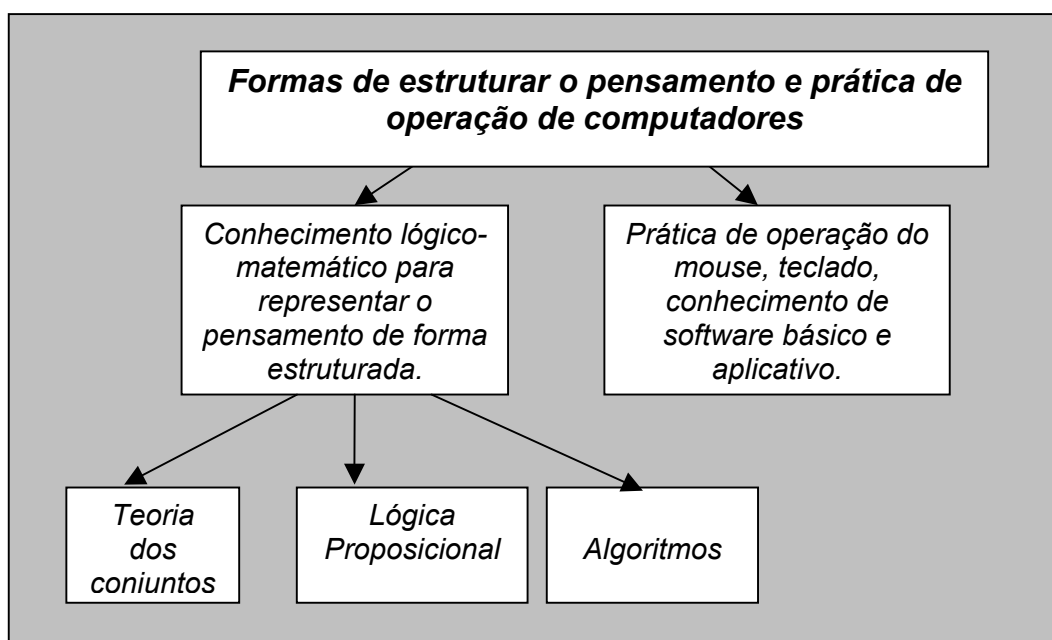 Formas de estruturar o pensamento e prática de
operação de computadores
Conhecimento lógico-
matemático para
representar o
pensamento de forma
estruturada.
Prática de operação do
mouse, teclado,
conhecimento de
software básico e
aplicativo.
Teoria
dos
conjuntos
Lógica
Proposicional
Algoritmos